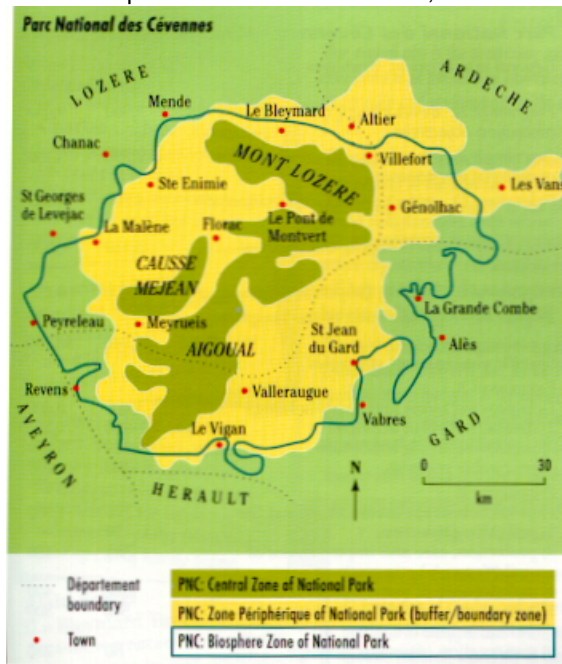 Parc National des Cévennes
LOZERE
ARDECHE
Mende
Le Bleymard
Altier
Chanac
MONT LOZERE
Villefort
Ste Enimie
Les Vans
St Georges
de Levejac
Le Pont de
Montvert
Génolhac
La Malène
Florac
CAUSSE
MEJEAN
La Grande Combe
Peyreleau
Meyrueis
St Jean
du Gard
AIGOUAL
Alès
Revens
Valleraugue
Vabres
AVEYRON
Le Vigan
GARD
HERAULT
N
0 30
km
Département
boundary
Town
PNC: Central Zone of National Park
PNC: Zone Périphérique of National Park (buffer/boundary zone)
PNC: Biosphere Zone of National Park